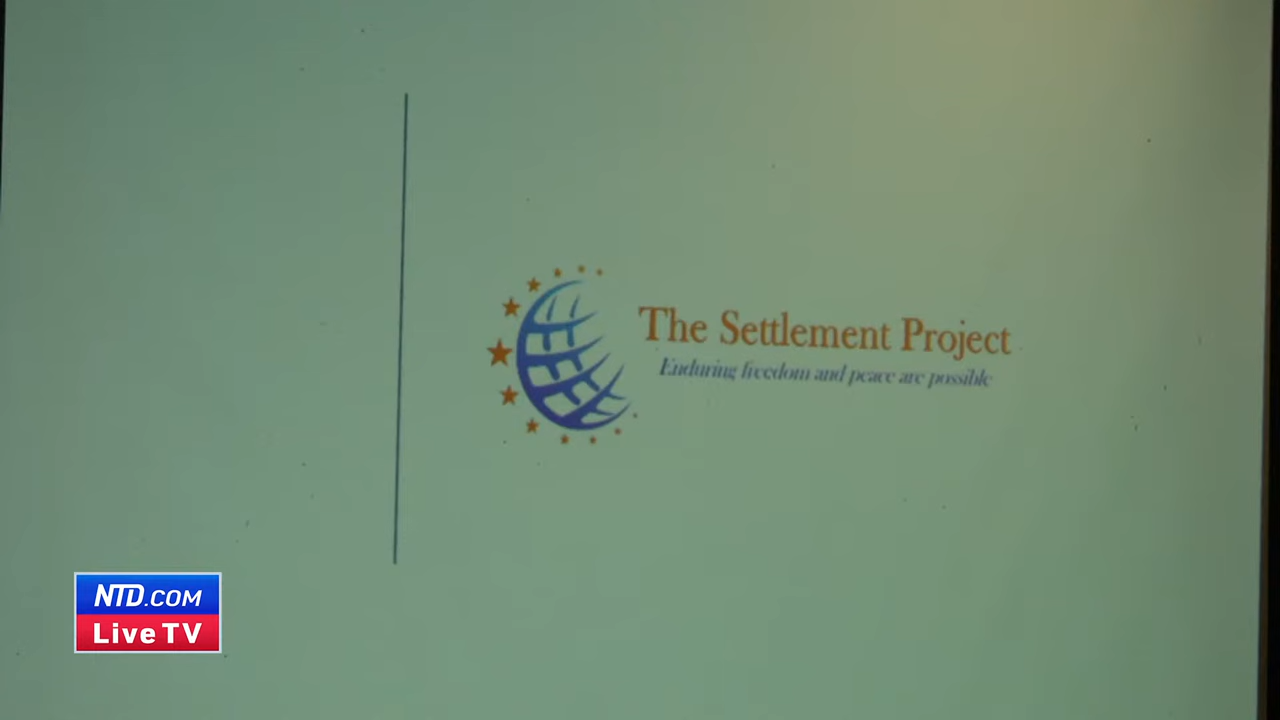 The Settlement Project
Enduring freedom and peace are possible
NTD.COM
Live TV